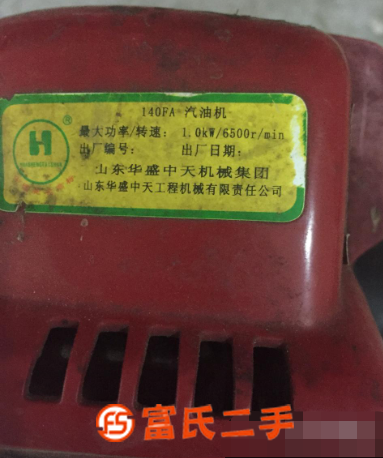 140FA 汽油机
最大功率/转速: 1.0kW/6500r/min
出厂编号: 出厂日期:
山东华盛中天机械集团
山东华盛中天工程机械有限责任公司
H
®
FS 富氏二手